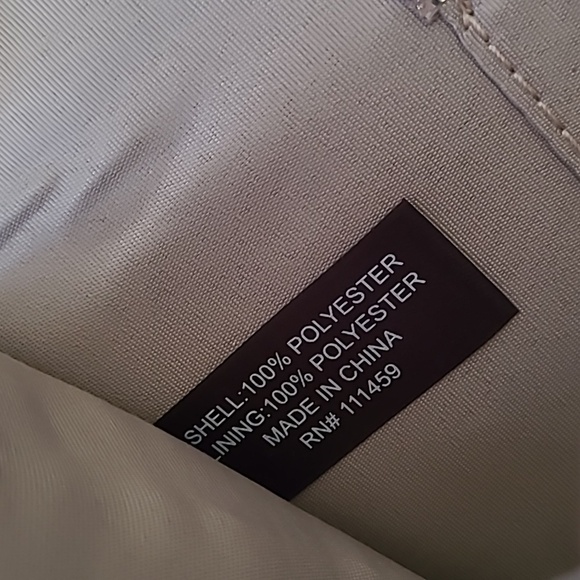 SHELL:100% POLYESTER
LINING:100% POLYESTER
MADE IN CHINA
RN# 111459